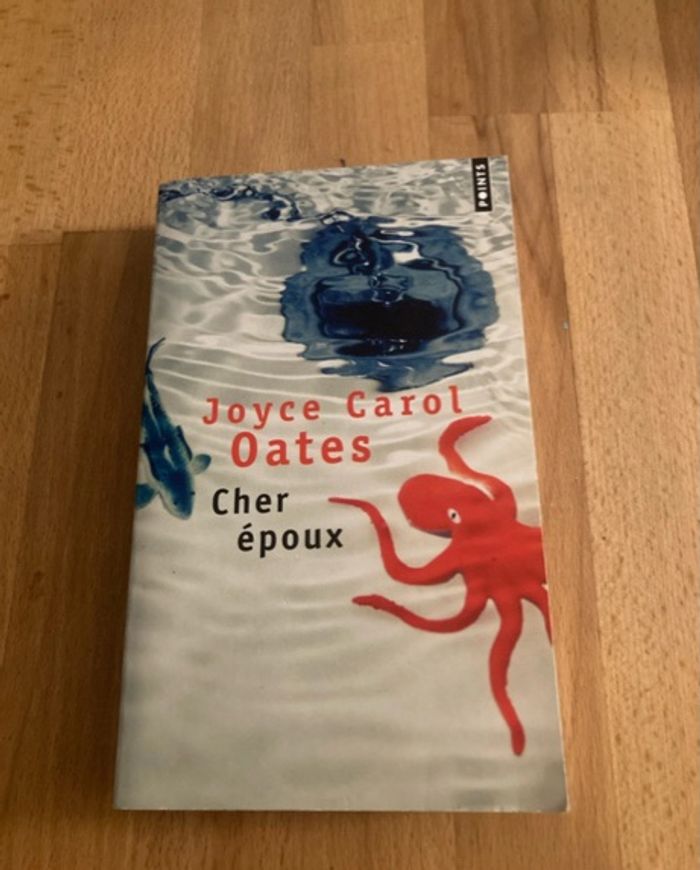 POINTS
Joyce Carol
Oates
Cher
époux